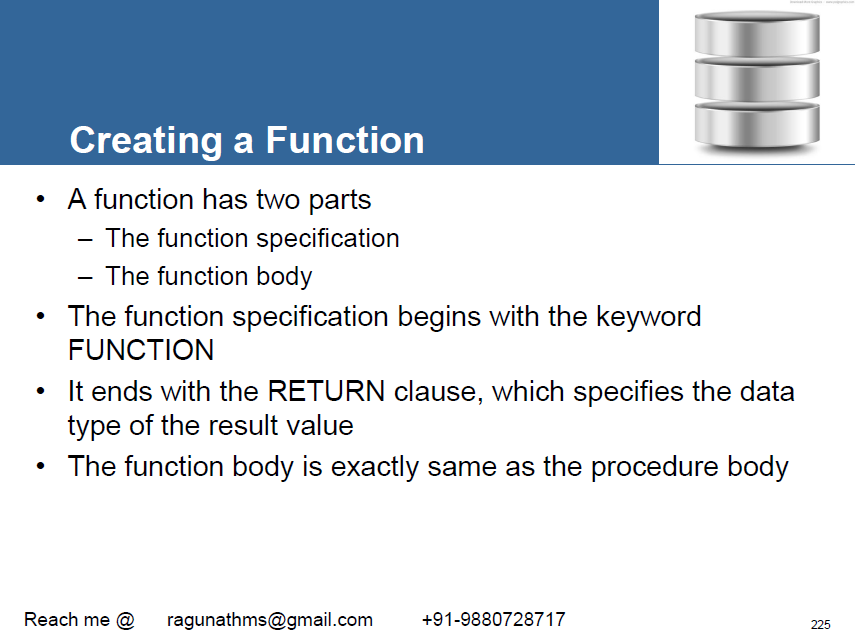 Creating a Function
• A function has two parts
– The function specification
– The function body
• The function specification begins with the keyword
FUNCTION
• It ends with the RETURN clause, which specifies the data
type of the result value
• The function body is exactly same as the procedure body
Reach me @ ragunathms@gmail.com +91-9880728717
225